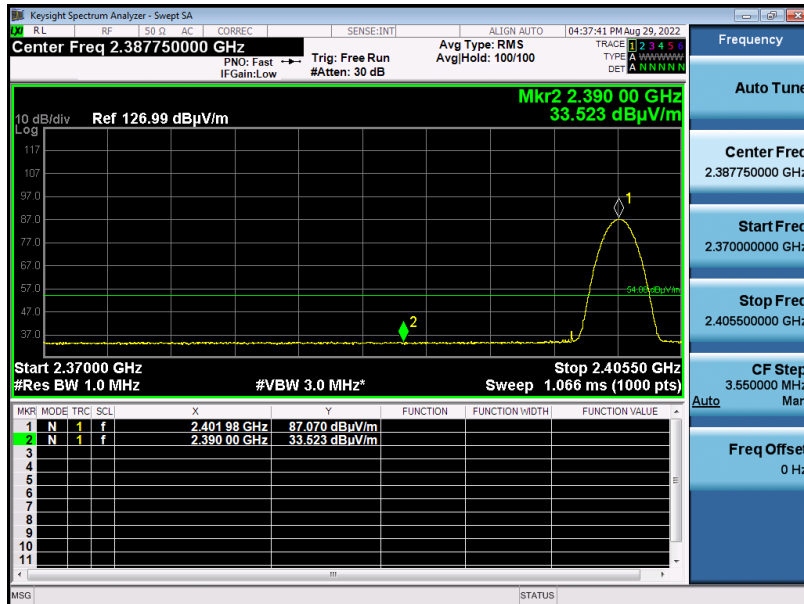 Keysight Spectrum Analyzer - Swept SA
LXI RL RF 50 Ω AC CORREC SENSE:INT ALIGN AUTO 04:37:41 PM Aug 29, 2022
Center Freq 2.387750000 GHz
PNO: Fast
IFGain:Low
Trig: Free Run
#Atten: 30 dB
Avg Type: RMS
Avg|Hold: 100/100
TRACE 1 2 3 4 5 6
TYPE A WWWWW
DET A N N N N N
Mkr2 2.390 00 GHz
33.523 dBµV/m
10 dB/div Ref 126.99 dBµV/m
Log
117
107
97.0
87.0
77.0
67.0
57.0
47.0
37.0
1
54.00 dBµV/m
2
Start 2.37000 GHz Stop 2.40550 GHz
#Res BW 1.0 MHz #VBW 3.0 MHz* Sweep 1.066 ms (1000 pts)
MKR MODE TRC SCL X Y FUNCTION FUNCTION WIDTH FUNCTION VALUE
1 N 1 f 2.401 98 GHz 87.070 dBµV/m
2 N 1 f 2.390 00 GHz 33.523 dBµV/m
3
4
5
6
7
8
9
10
11
MSG STATUS
Frequency
Auto Tune
Center Freq
2.387750000 GHz
Start Freq
2.370000000 GHz
Stop Freq
2.405500000 GHz
CF Step
3.550000 MHz
Auto Man
Freq Offset
0 Hz